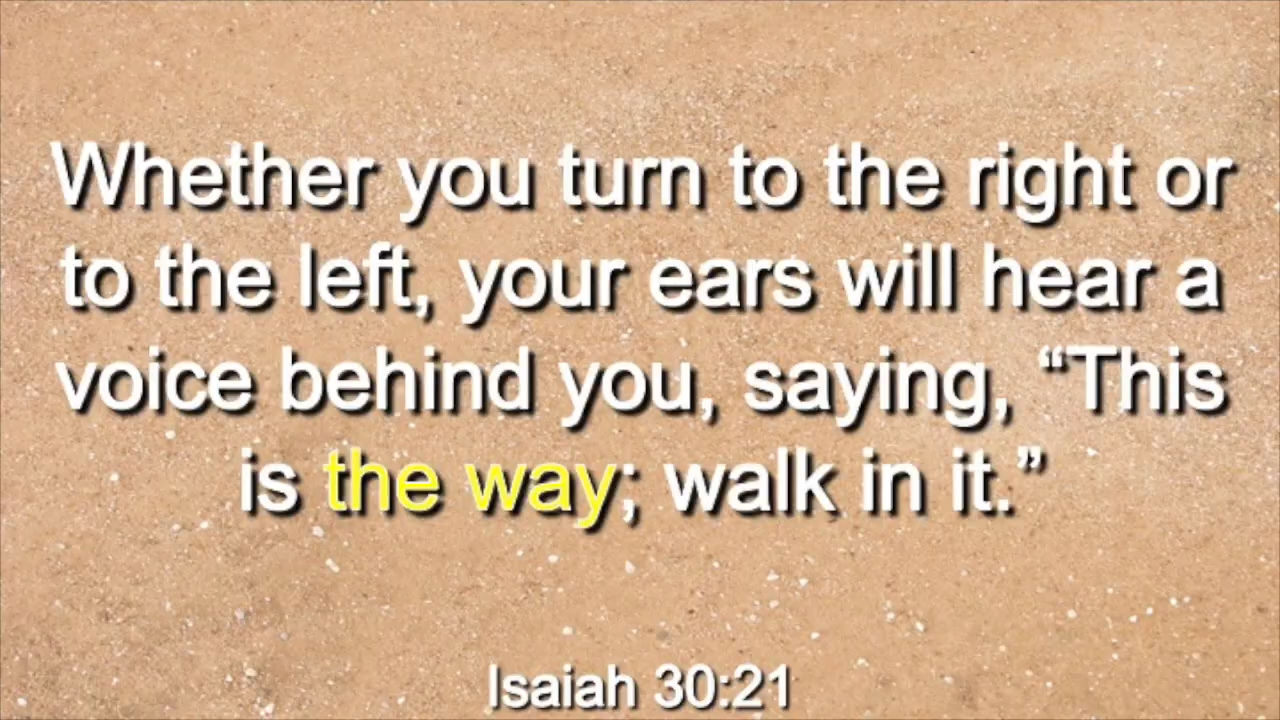 Whether you turn to the right or
to the left, your ears will hear a
voice behind you, saying, “This
is the way; walk in it.”
Isaiah 30:21